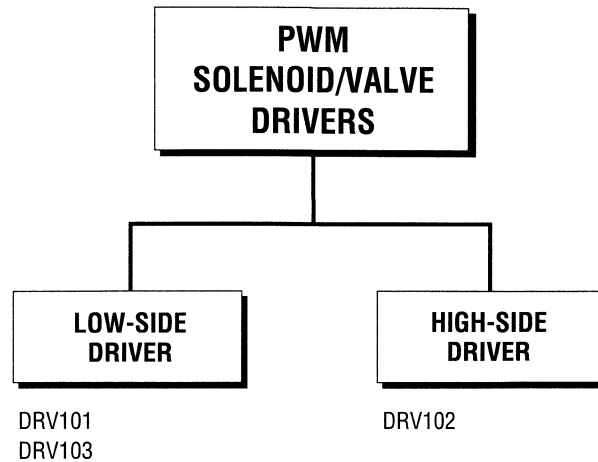 PWM
SOLENOID/VALVE
DRIVERS
LOW-SIDE
DRIVER
HIGH-SIDE
DRIVER
DRV101
DRV103
DRV102